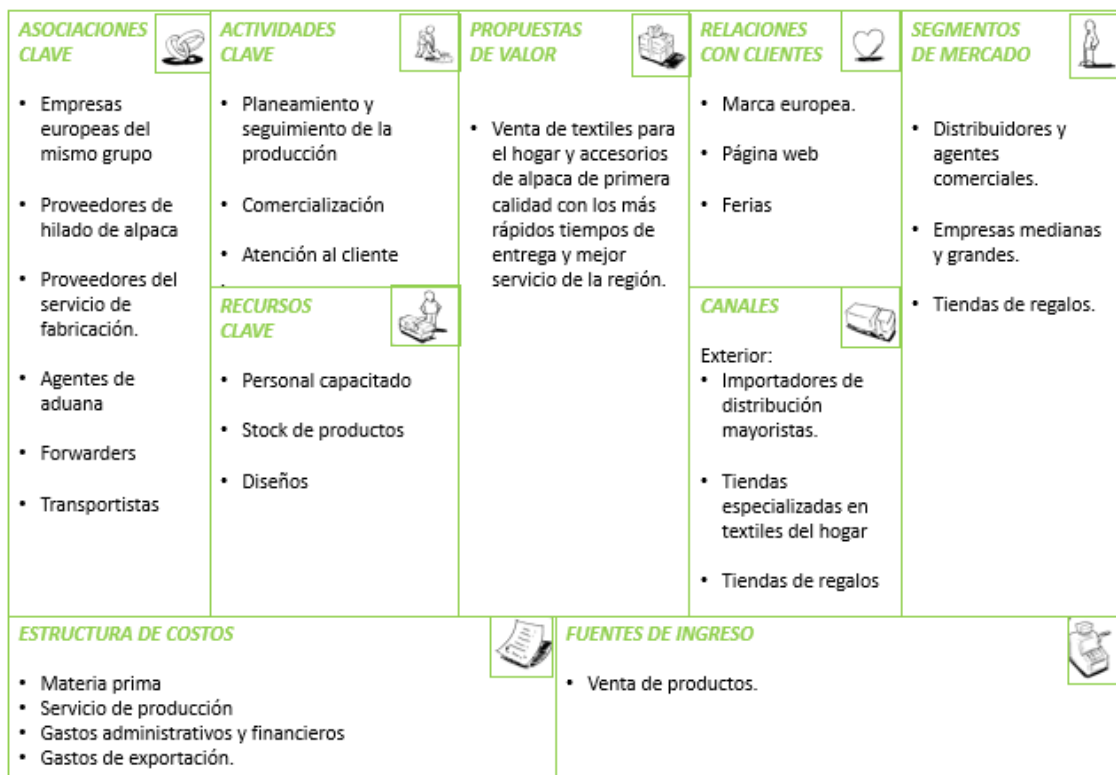 ASOCIACIONES
CLAVE
• Empresas
europeas del
mismo grupo
• Proveedores de
hilado de alpaca
• Proveedores del
servicio de
fabricación.
• Agentes de
aduana
• Forwarders
• Transportistas
ACTIVIDADES
CLAVE
• Planeamiento y
seguimiento de la
producción
• Comercialización
• Atención al cliente
RECURSOS
CLAVE
• Personal capacitado
• Stock de productos
• Diseños
PROPUESTAS
DE VALOR
• Venta de textiles para
el hogar y accesorios
de alpaca de primera
calidad con los más
rápidos tiempos de
entrega y mejor
servicio de la región.
RELACIONES
CON CLIENTES
• Marca europea.
• Página web
• Ferias
CANALES
Exterior:
• Importadores de
distribución
mayoristas.
• Tiendas
especializadas en
textiles del hogar
• Tiendas de regalos
SEGMENTOS
DE MERCADO
• Distribuidores y
agentes
comerciales.
• Empresas medianas
y grandes.
• Tiendas de regalos.
ESTRUCTURA DE COSTOS
• Materia prima
• Servicio de producción
• Gastos administrativos y financieros
• Gastos de exportación.
FUENTES DE INGRESO
• Venta de productos.